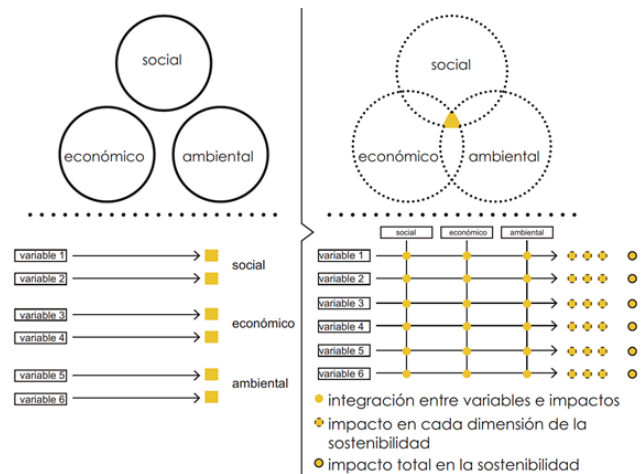 social
económico
ambiental
variable 1
variable 2
social
variable 3
variable 4
económico
variable 5
variable 6
ambiental
social
económico
ambiental
social
económico
ambiental
variable 1
variable 2
variable 3
variable 4
variable 5
variable 6
integración entre variables e impactos
impacto en cada dimensión de la
sostenibilidad
impacto total en la sostenibilidad